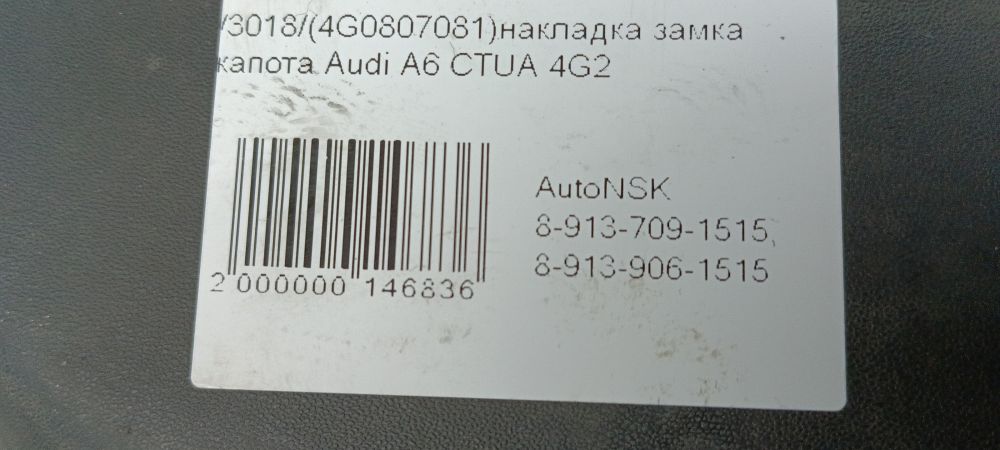 /3018/(4G0807081)накладка замка
капота Audi A6 CTUA 4G2
AutoNSK
8-913-709-1515,
8-913-906-1515
2 000000 146836